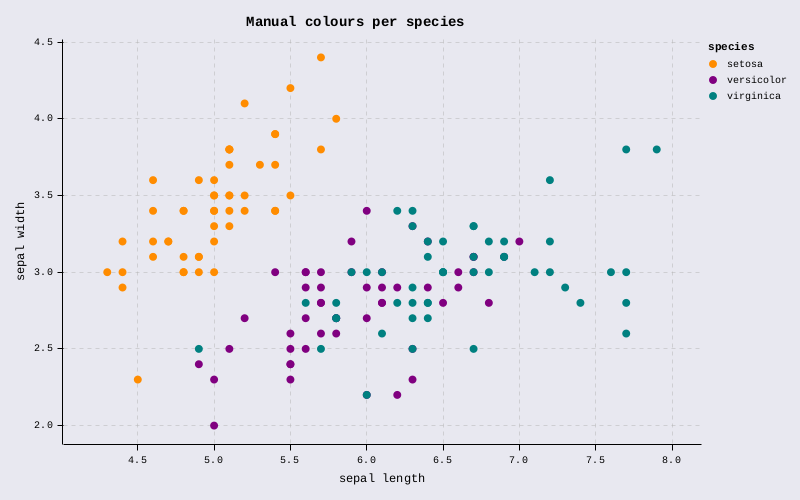 Manual colours per species
species
setosa
versicolor
virginica
sepal width
4.5
4.0
3.5
3.0
2.5
2.0
4.5 5.0 5.5 6.0 6.5 7.0 7.5 8.0
sepal length